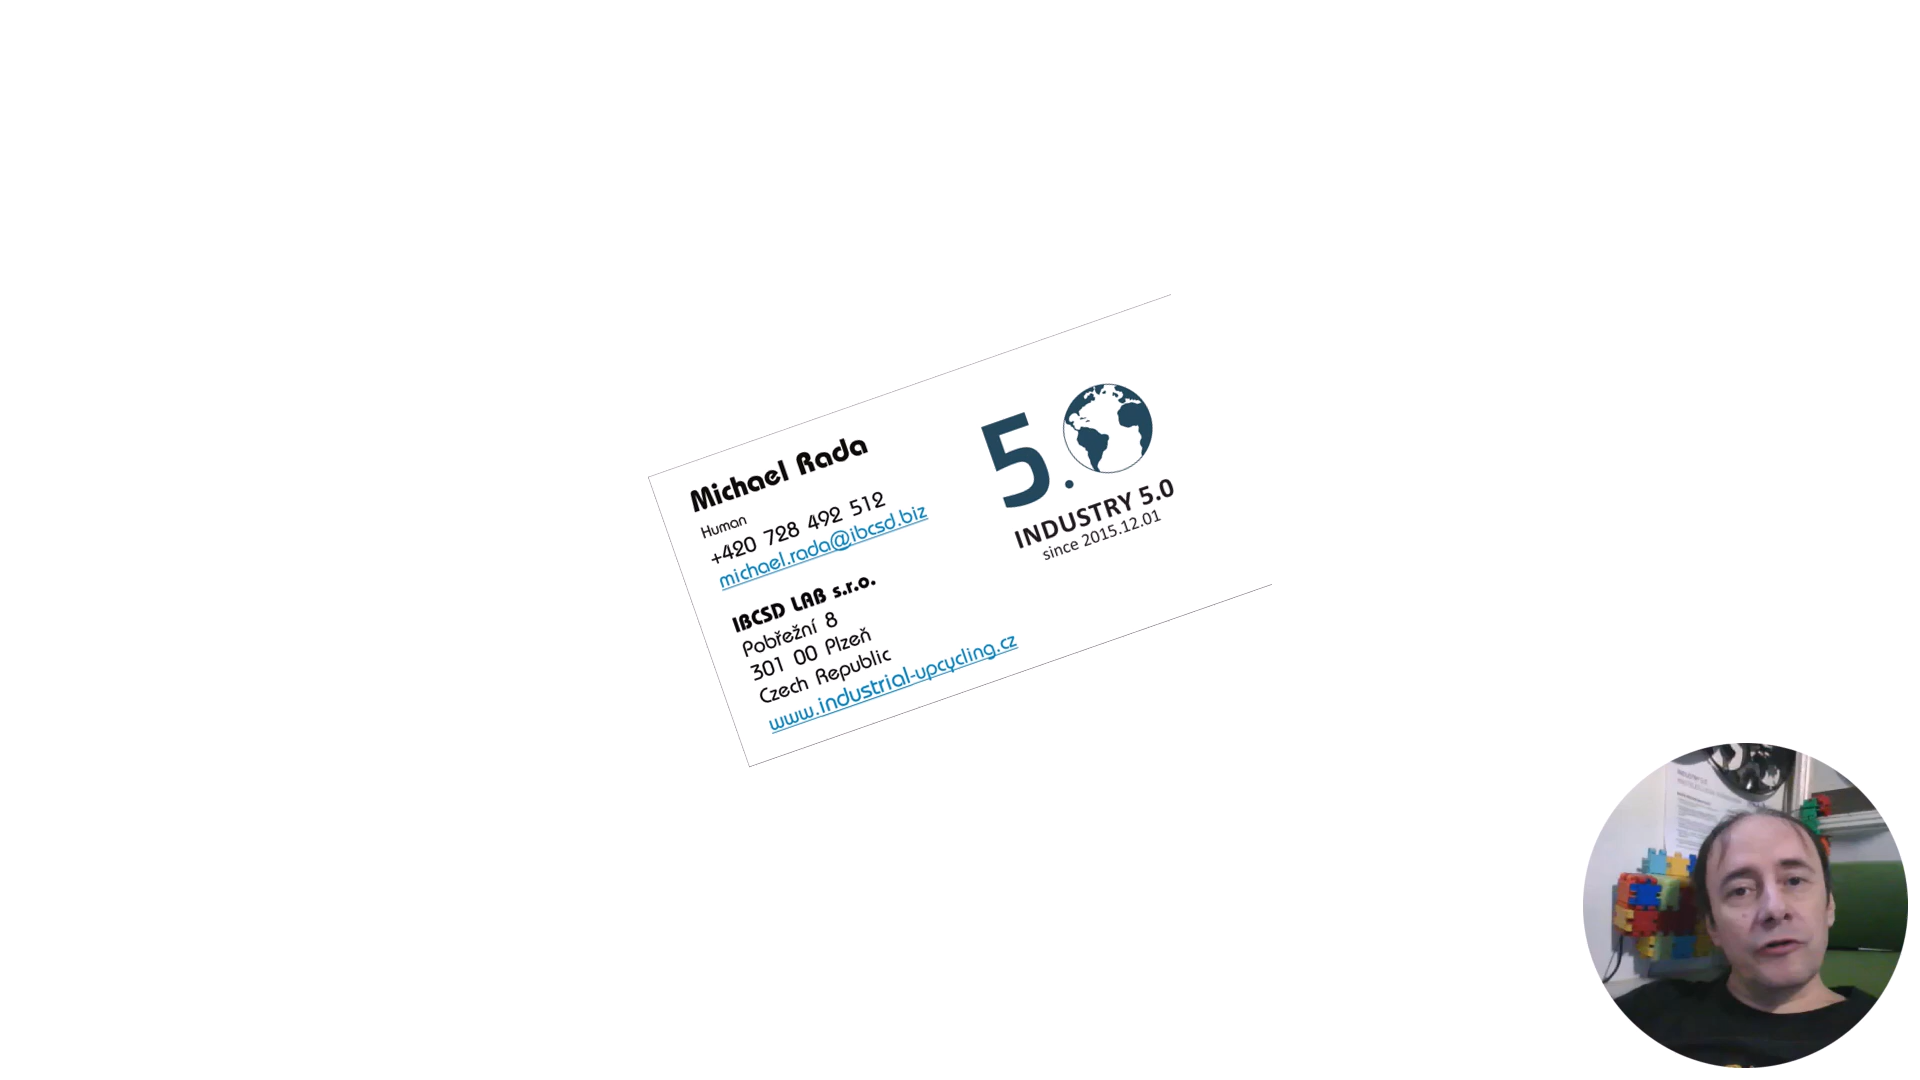 Michael Rada
Human
+420 728 492 512
michael.rada@ibcsd.biz
IBCSD LAB s.r.o.
Pobřežní 8
301 00 Plzeň
Czech Republic
www.industrial-upcycling.cz
5.0
INDUSTRY 5.0
since 2015.12.01